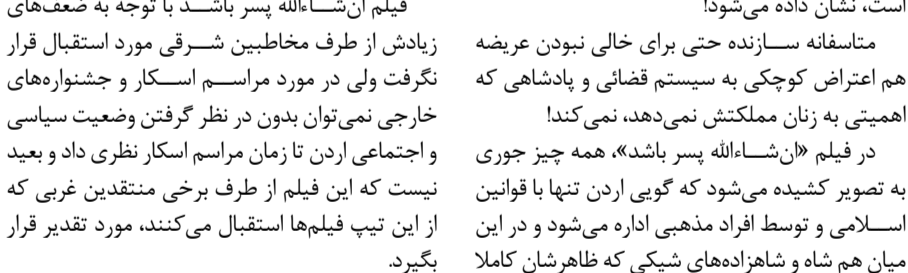 است، نشان داده می‌شود!
متاسفانه سازنده حتی برای خالی نبودن عریضه
هم اعتراض کوچکی به سیستم قضائی و پادشاهی که
اهمیتی به زنان مملکتش نمی‌دهد، نمی‌کند!
در فیلم «ان‌شاءالله پسر باشد»، همه چیز جوری
به تصویر کشیده می‌شود که گویی اردن تنها با قوانین
اسلامی و توسط افراد مذهبی اداره می‌شود و در این
میان هم شاه و شاهزاده‌های شیکی که ظاهرشان کاملا
فیلم ان‌شاءالله پسر باشد با توجه به ضعف‌های
زیادش از طرف مخاطبین شرقی مورد استقبال قرار
نگرفت ولی در مورد مراسم اسکار و جشنواره‌های
خارجی نمی‌توان بدون در نظر گرفتن وضعیت سیاسی
و اجتماعی اردن تا زمان مراسم اسکار نظری داد و بعید
نیست که این فیلم از طرف برخی منتقدین غربی که
از این تیپ فیلم‌ها استقبال می‌کنند، مورد تقدیر قرار
بگیرد.